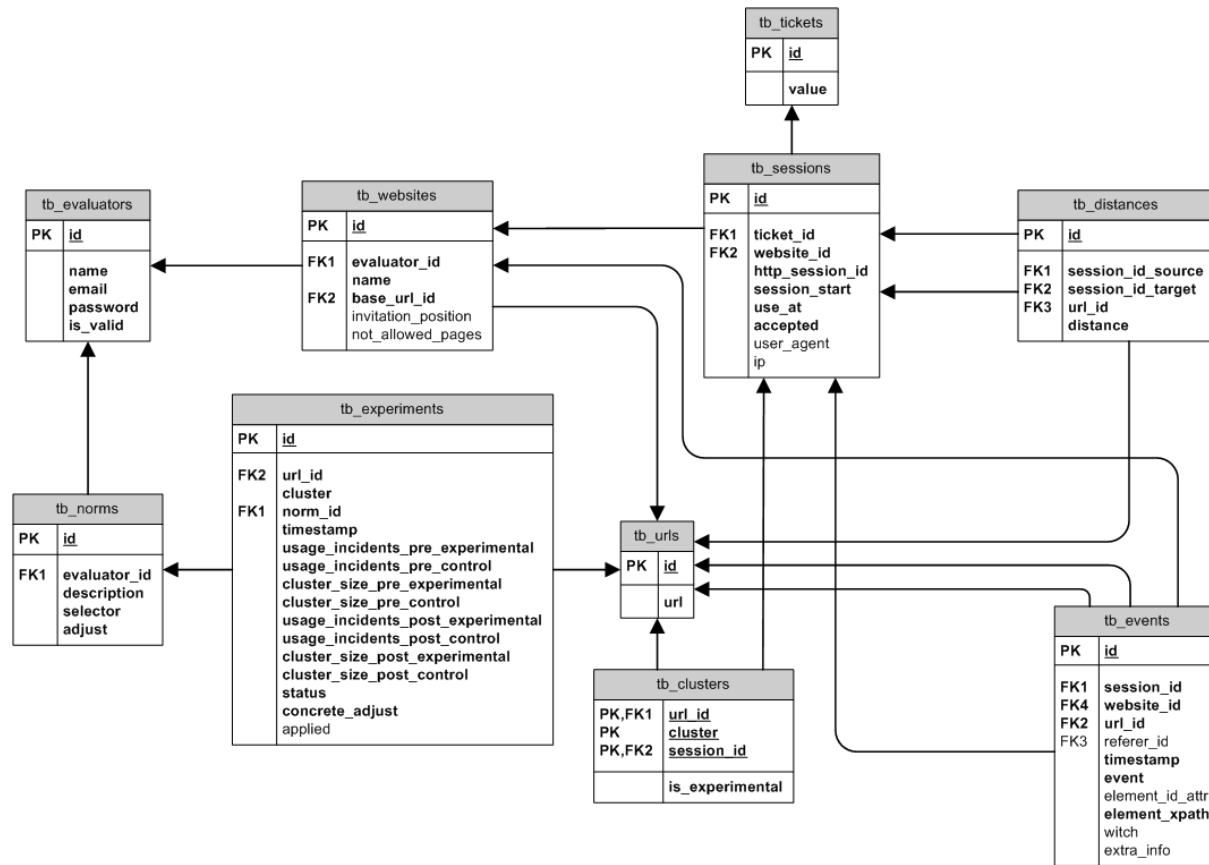 tb_tickets
PK id
value
tb_sessions
PK id
FK1 ticket_id
FK2 website_id
http_session_id
session_start
use_at
accepted
user_agent
ip
tb_evaluators
PK id
name
email
password
is_valid
tb_websites
PK id
FK1 evaluator_id
name
FK2 base_url_id
invitation_position
not_allowed_pages
tb_distances
PK id
FK1 session_id_source
FK2 session_id_target
FK3 url_id
distance
tb_experiments
PK id
FK2 url_id
cluster
FK1 norm_id
timestamp
usage_incidents_pre_experimental
usage_incidents_pre_control
cluster_size_pre_experimental
cluster_size_pre_control
usage_incidents_post_experimental
usage_incidents_post_control
cluster_size_post_experimental
cluster_size_post_control
status
concrete_adjust
applied
tb_norms
PK id
FK1 evaluator_id
description
selector
adjust
tb_urls
PK id
url
tb_clusters
PK,FK1 url_id
PK cluster
PK,FK2 session_id
is_experimental
tb_events
PK id
FK1 session_id
FK4 website_id
FK2 url_id
FK3 referer_id
timestamp
event
element_id_attr
element_xpath
witch
extra_info